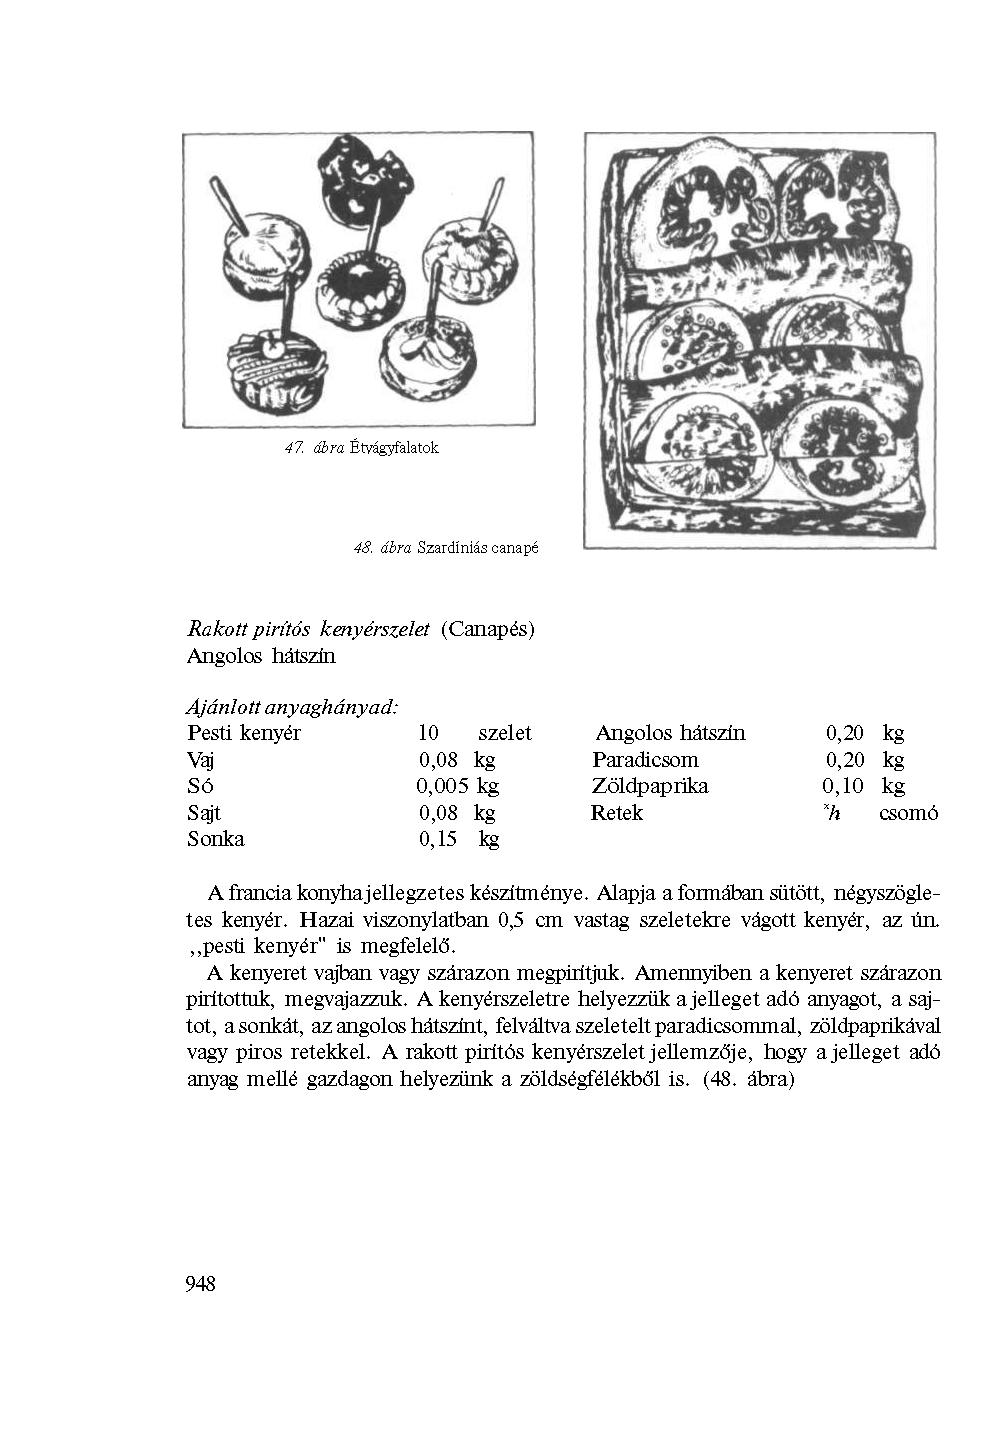 47. ábra Étvágyfalatok
48. ábra Szardíniás canapé
Rakott pirítós kenyérszelet (Canapés)
Angolos hátszín
Ajánlott anyaghányad:
Pesti kenyér 10 szelet Angolos hátszín 0,20 kg
Vaj 0,08 kg Paradicsom 0,20 kg
Só 0,005 kg Zöldpaprika 0,10 kg
Sajt 0,08 kg Retek ˣh csomó
Sonka 0,15 kg
A francia konyha jellegzetes készítménye. Alapja a formában sütött, négyszögle-
tes kenyér. Hazai viszonylatban 0,5 cm vastag szeletekre vágott kenyér, az ún.
,,pesti kenyér" is megfelelő.
A kenyeret vajban vagy szárazon megpirítjuk. Amennyiben a kenyeret szárazon
pirítottuk, megvajazzuk. A kenyérszeletre helyezzük a jelleget adó anyagot, a saj-
tot, a sonkát, az angolos hátszínt, felváltva szeletelt paradicsommal, zöldpaprikával
vagy piros retekkel. A rakott pirítós kenyérszelet jellemzője, hogy a jelleget adó
anyag mellé gazdagon helyezünk a zöldségfélékből is. (48. ábra)
948